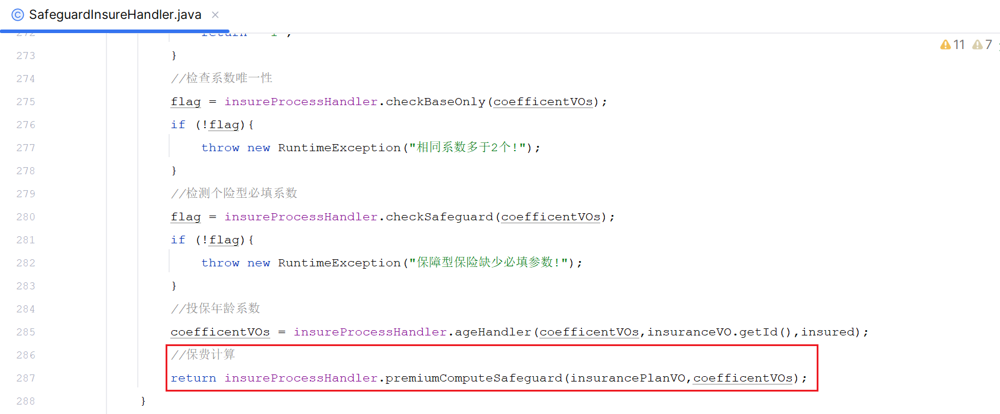 SafeguardInsureHandler.java
11 7
273 }
274 //检查系数唯一性
275 flag = insureProcessHandler.checkBaseOnly(coefficentVOs);
276 if (!flag){
277 throw new RuntimeException("相同系数多于2个!");
278 }
279 //检测个险型必填系数
280 flag = insureProcessHandler.checkSafeguard(coefficentVOs);
281 if (!flag){
282 throw new RuntimeException("保障型保险缺少必填参数!");
283 }
284 //投保年龄系数
285 coefficentVOs = insureProcessHandler.ageHandler(coefficentVOs,insuranceVO.getId(),insured);
286 //保费计算
287 return insureProcessHandler.premiumComputeSafeguard(insurancePlanVO,coefficentVOs);
288 }